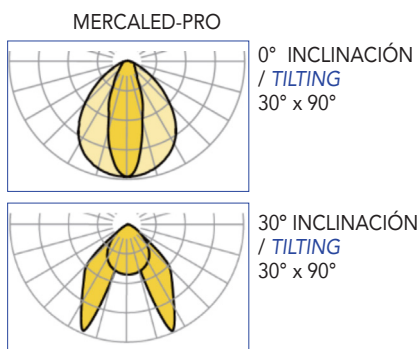 MERCALED-PRO
0° INCLINACIÓN
/ TILTING
30° x 90°
30° INCLINACIÓN
/ TILTING
30° x 90°